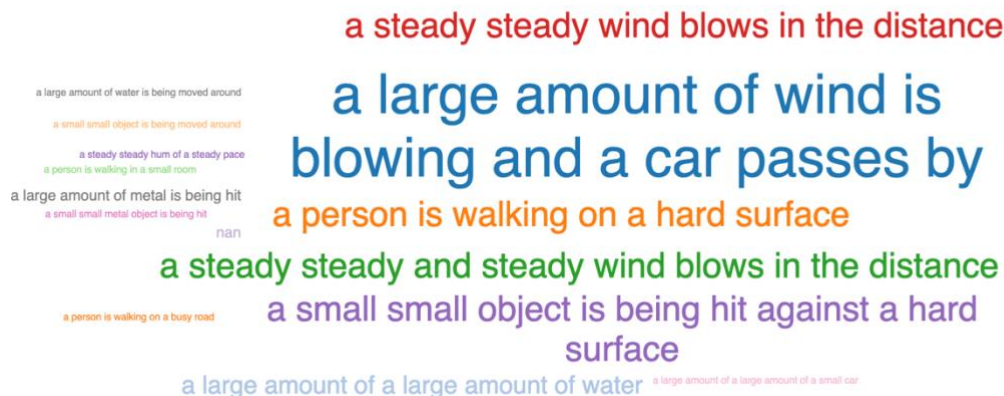 a steady steady wind blows in the distance
a large amount of water is being moved around
a large amount of wind is
a small small object is being moved around
blowing and a car passes by
a steady steady hum of a steady pace
a person is walking in a small room
a large amount of metal is being hit
a small small metal object is being hit
a person is walking on a hard surface
nan
a steady steady and steady wind blows in the distance
a small small object is being hit against a hard
a person is walking on a busy road
surface
a large amount of a large amount of water
a large amount of a large amount of a small car